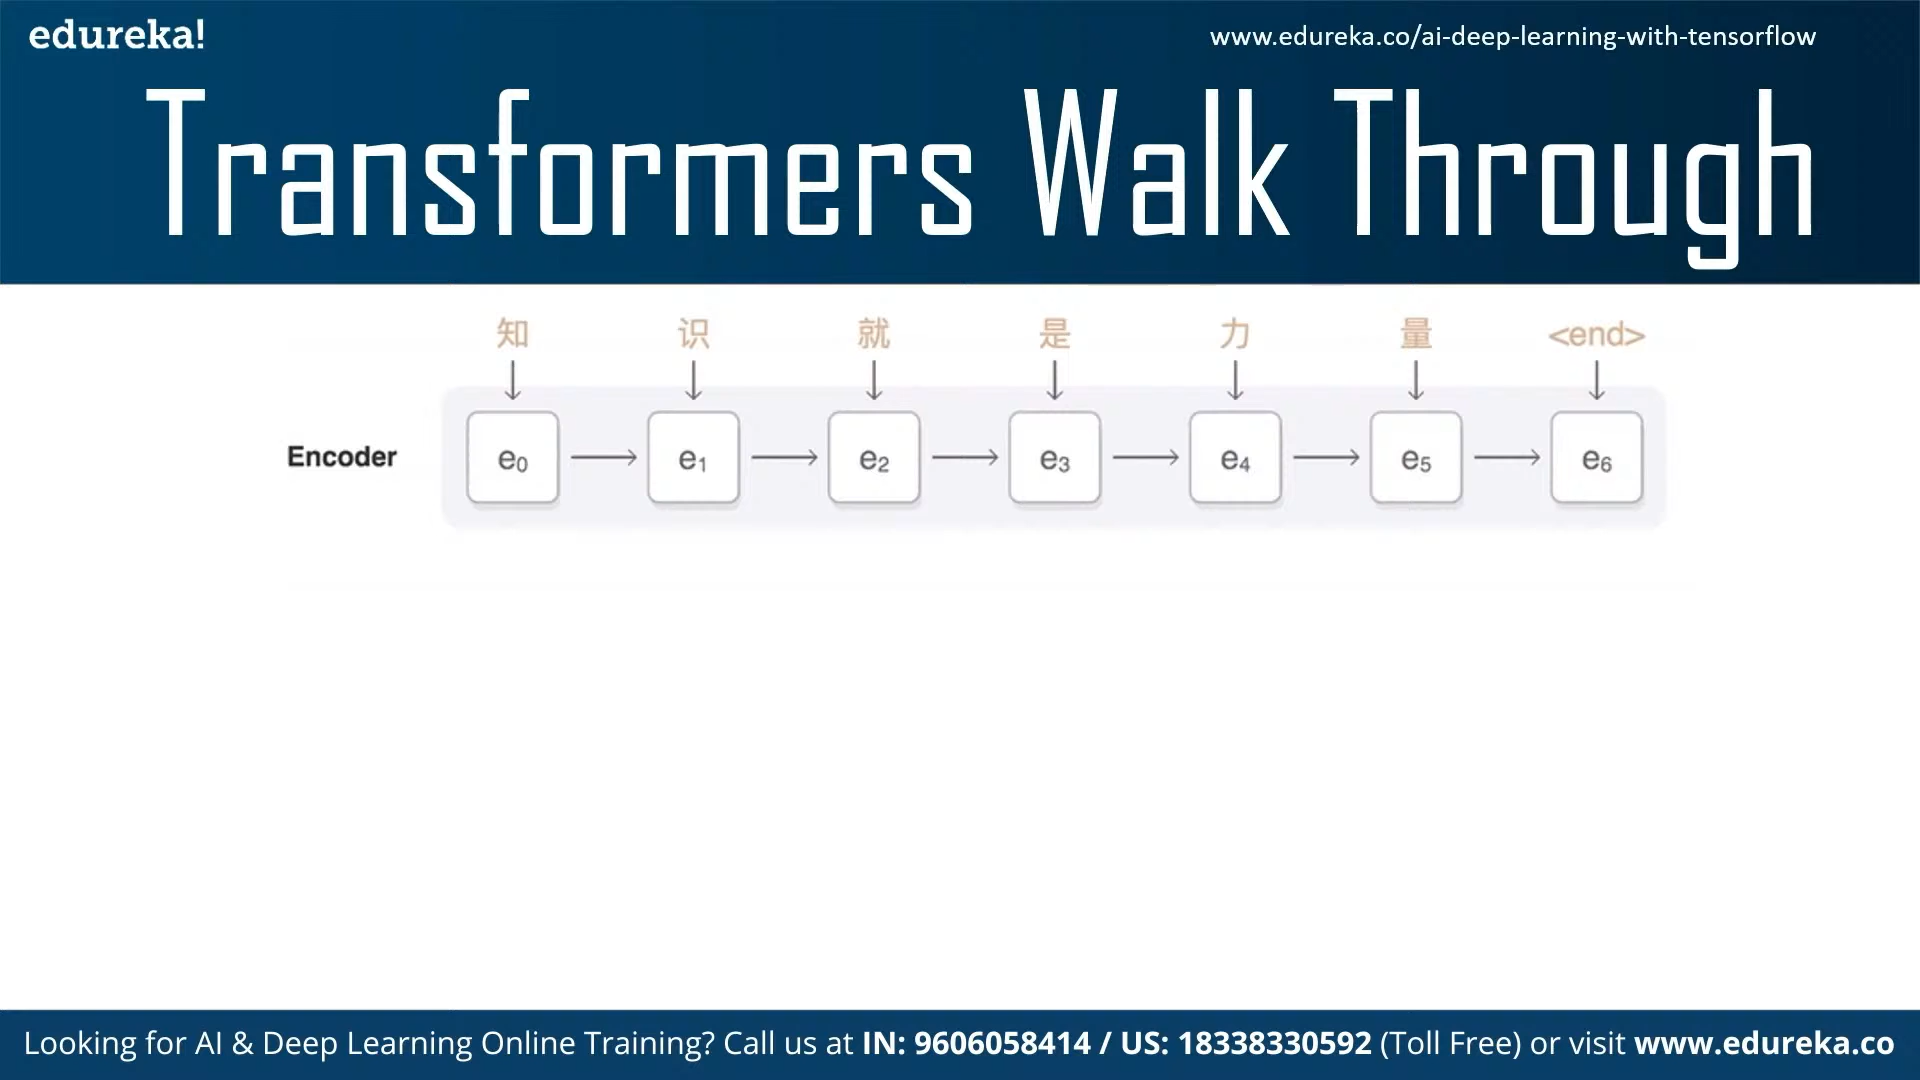 edureka!
www.edureka.co/ai-deep-learning-with-tensorflow
Transformers Walk Through
知 识 就 是 力 量 <end>
Encoder e₀ e₁ e₂ e₃ e₄ e₅ e₆
Looking for AI & Deep Learning Online Training? Call us at IN: 9606058414 / US: 18338330592 (Toll Free) or visit www.edureka.co